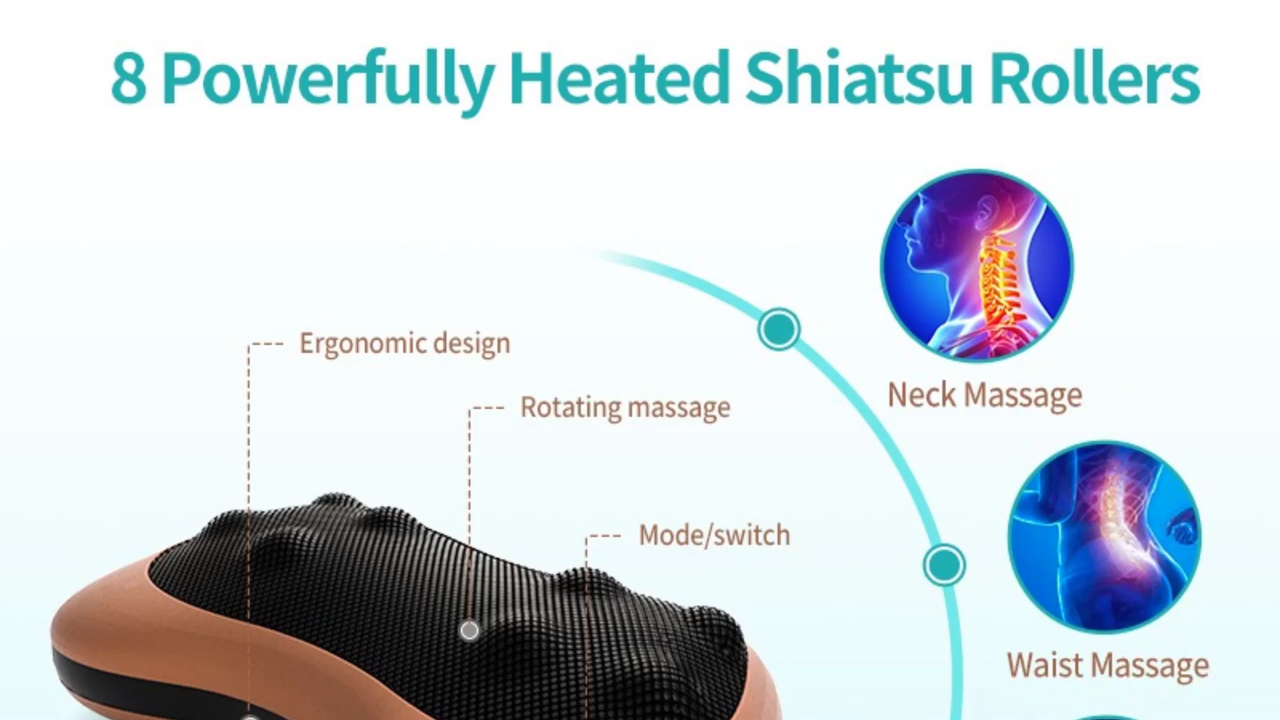 8 Powerfully Heated Shiatsu Rollers
Ergonomic design
Rotating massage
Mode/switch
Neck Massage
Waist Massage